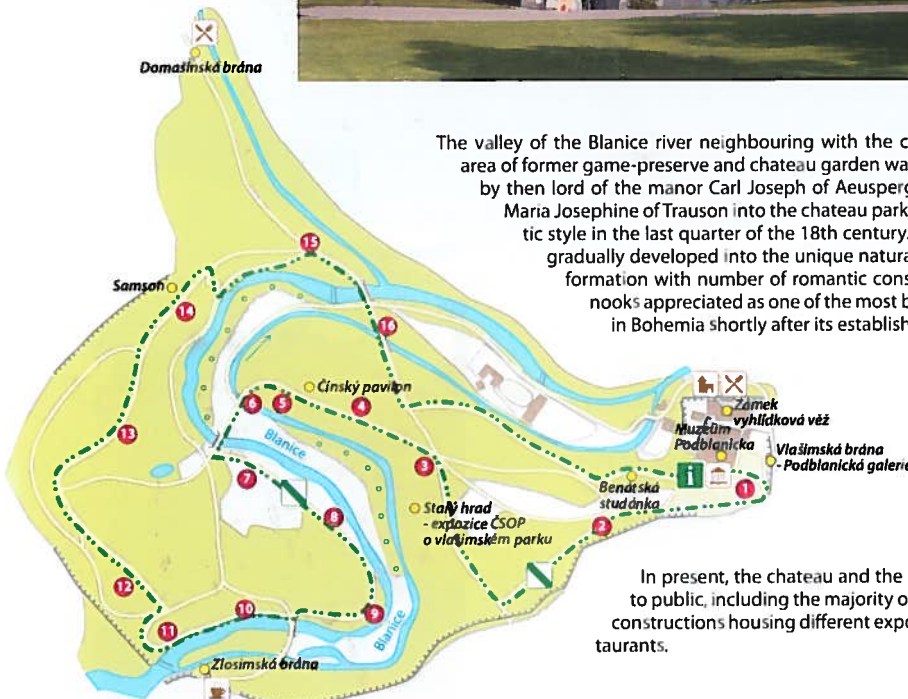 Domašínská brána
The valley of the Blanice river neighbouring with the c
area of former game-preserve and chateau garden wa
by then lord of the manor Carl Joseph of Aeusperg
Maria Josephine of Trauson into the chateau park
tic style in the last quarter of the 18th century.
gradually developed into the unique natura
formation with number of romantic cons
nooks appreciated as one of the most b
in Bohemia shortly after its establish
15
Samson
14
16
Čínský pavilon
6
5
4
Zámek
vyhlídková věž
13
Blanice
Muzeum
Podblanicka
Vlašimská brána
- Podblanická galerie
3
7
i
1
Benátská
studánka
Starý hrad
- expozice ČSOP
o vlašimském parku
8
2
12
In present, the chateau and the
to public, including the majority o
constructions housing different expo
taurants.
10
9
11
Blanice
Zlosimská brána